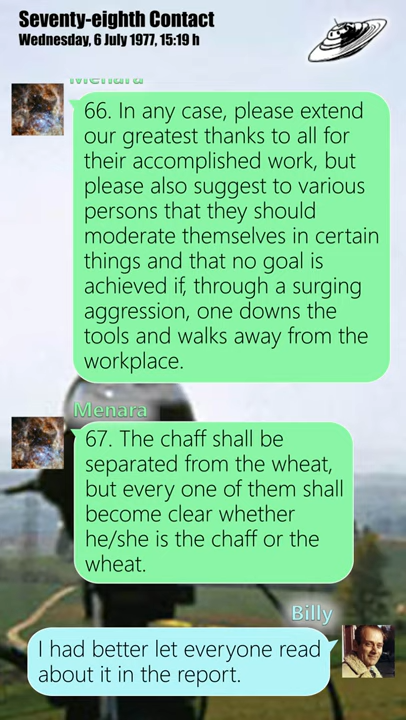 Seventy-eighth Contact
Wednesday, 6 July 1977, 15:19 h
Menara
66. In any case, please extend
our greatest thanks to all for
their accomplished work, but
please also suggest to various
persons that they should
moderate themselves in certain
things and that no goal is
achieved if, through a surging
aggression, one downs the
tools and walks away from the
workplace.
Menara
67. The chaff shall be
separated from the wheat,
but every one of them shall
become clear whether
he/she is the chaff or the
wheat.
Billy
I had better let everyone read
about it in the report.